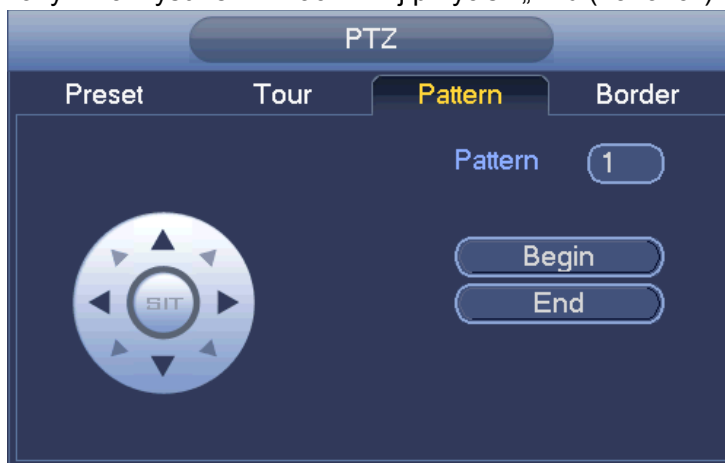 PTZ
Preset Tour Pattern Border
Pattern 1
SIT
Begin
End